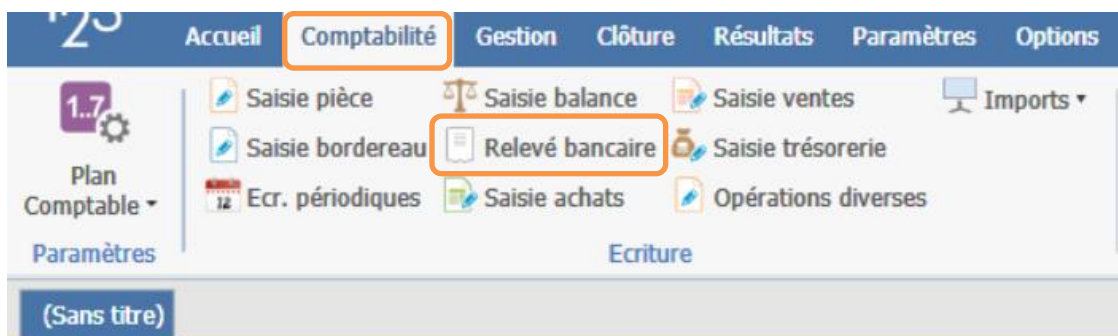 123
Accueil Comptabilité Gestion Clôture Résultats Paramètres Options
1..7
Plan
Comptable
Paramètres
Saisie pièce
Saisie bordereau
12
Ecr. périodiques
Saisie balance
Relevé bancaire
Saisie achats
Saisie ventes
Saisie trésorerie
Opérations diverses
Imports
Ecriture
(Sans titre)